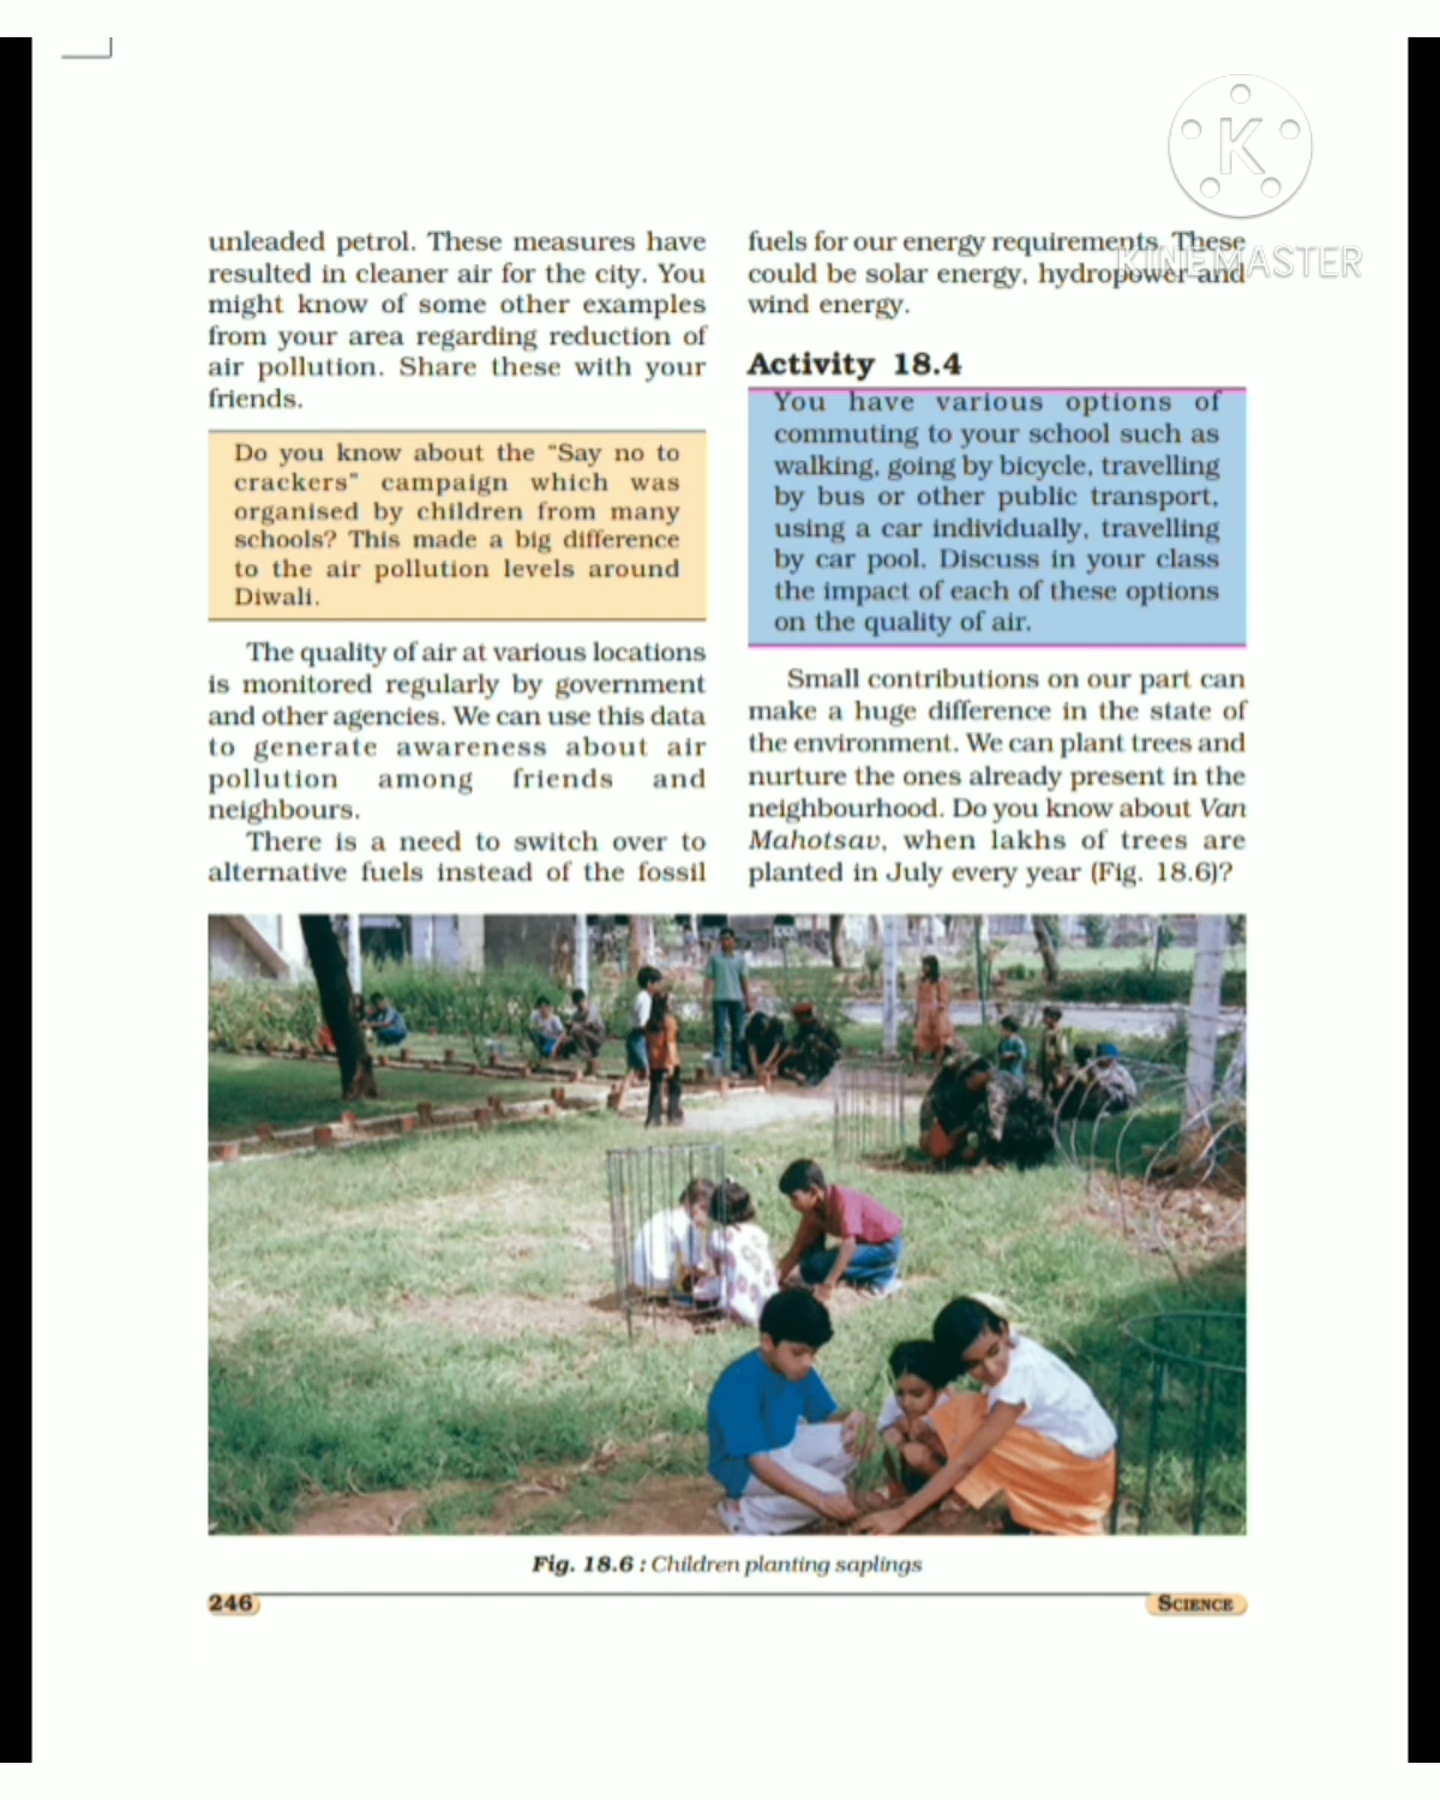 unleaded petrol. These measures have
resulted in cleaner air for the city. You
might know of some other examples
from your area regarding reduction of
air pollution. Share these with your
friends.
Do you know about the "Say no to
crackers" campaign which was
organised by children from many
schools? This made a big difference
to the air pollution levels around
Diwali.
The quality of air at various locations
is monitored regularly by government
and other agencies. We can use this data
to generate awareness about air
pollution among friends and
neighbours.
There is a need to switch over to
alternative fuels instead of the fossil
fuels for our energy requirements. These
could be solar energy, hydropower and
wind energy.
Activity 18.4
You have various options of
commuting to your school such as
walking, going by bicycle, travelling
by bus or other public transport,
using a car individually, travelling
by car pool. Discuss in your class
the impact of each of these options
on the quality of air.
Small contributions on our part can
make a huge difference in the state of
the environment. We can plant trees and
nurture the ones already present in the
neighbourhood. Do you know about Van
Mahotsav, when lakhs of trees are
planted in July every year (Fig. 18.6)?
Fig. 18.6 : Children planting saplings
246
SCIENCE
K
KINEMASTER